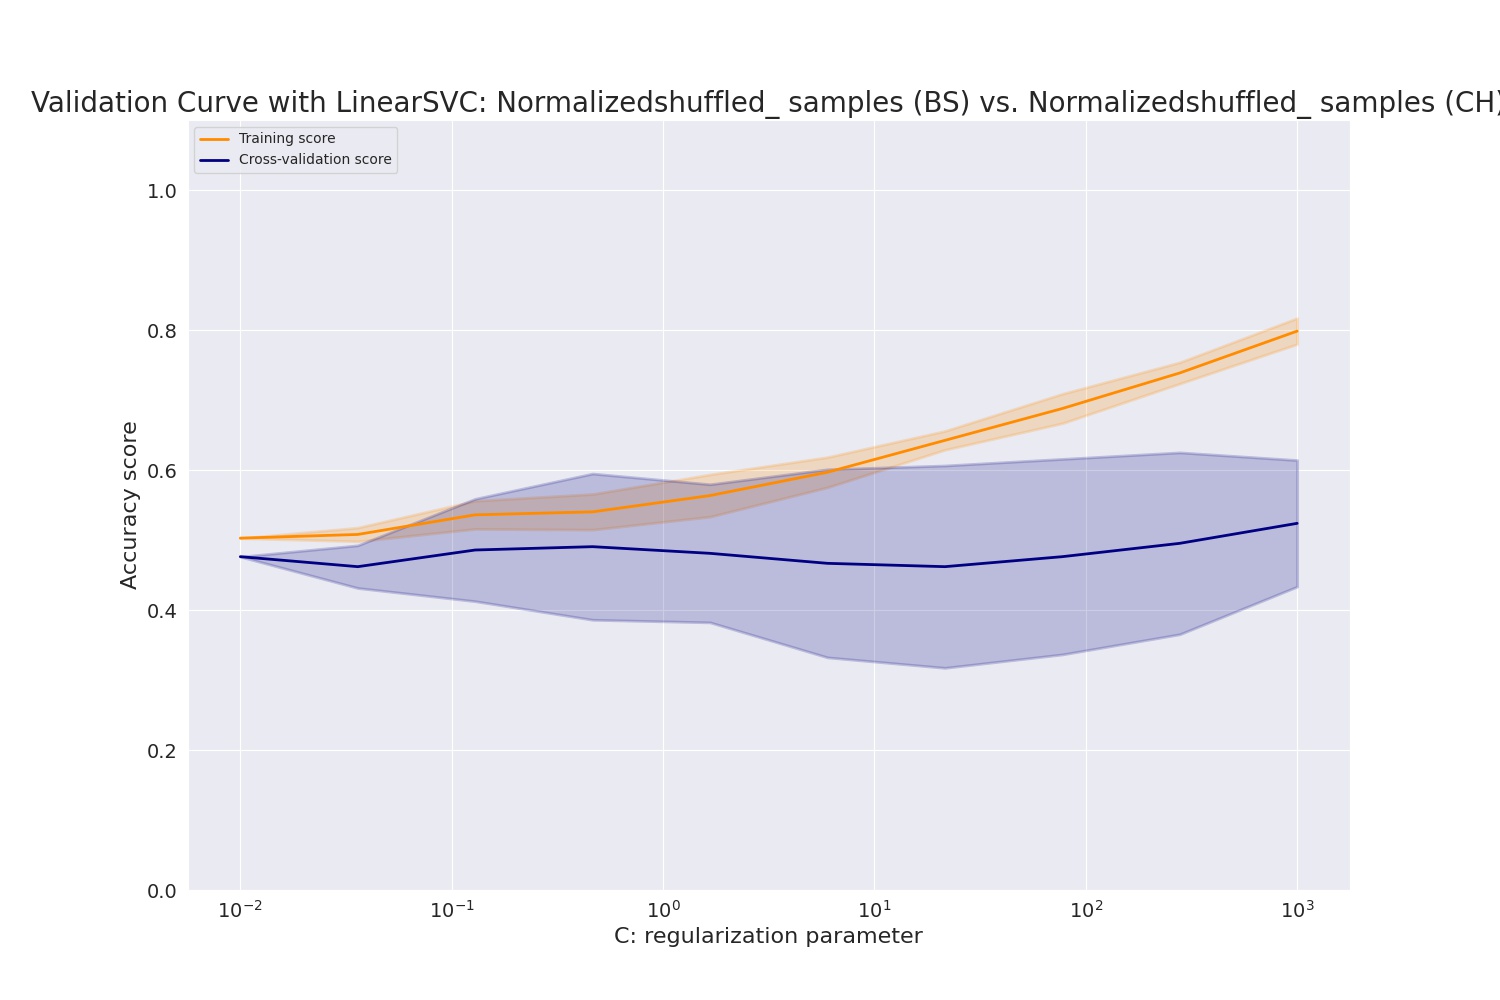 Validation Curve with LinearSVC: Normalizedshuffled_ samples (BS) vs. Normalizedshuffled_ samples (CH)
Training score
Cross-validation score
1.0
0.8
0.6
0.4
0.2
0.0
Accuracy score
10⁻² 10⁻¹ 10⁰ 10¹ 10² 10³
C: regularization parameter